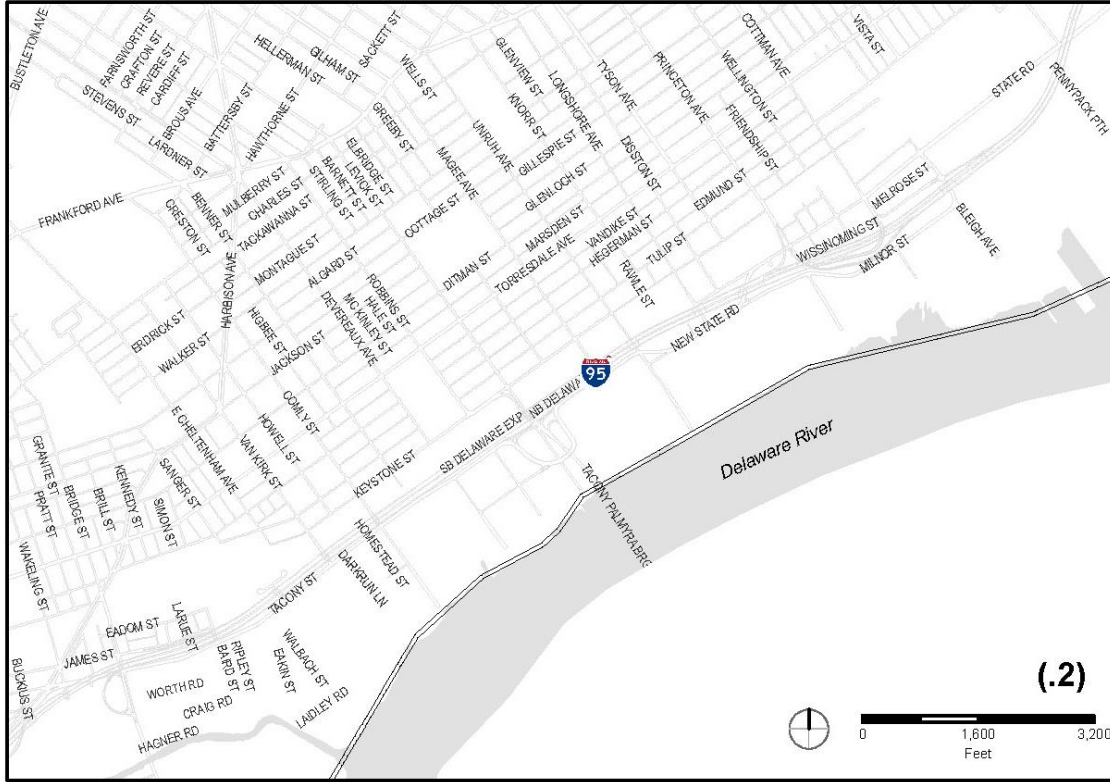 BUSTLETON AVE
FARNSWORTH ST
CRAFTON ST
REVERE ST
CARDIFF ST
STEVENS ST
LARDNER ST
BROUS AVE
BATTERSBY ST
HELLERMAN ST
GILHAM ST
SACKETT ST
HAWTHORNE ST
WELLS ST
GREEBY ST
GLENVIEW ST
KNORR ST
LONGSHORE AVE
TYSON AVE
PRINCETON AVE
COTTMAN AVE
WELLINGTON ST
FRIENDSHIP ST
VISTA ST
STATE RD
PENNYPACK PTH
UNRUH AVE
MAGEE AVE
GILLESPIE ST
GLENLOCH ST
DISSTON ST
EDMUND ST
MELROSE ST
BLEIGH AVE
WISSINOMING ST
MILNOR ST
ELBRIDGE ST
LEVICK ST
BARNETT ST
STIRLING ST
COTTAGE ST
MULBERRY ST
CHARLES ST
TACKAWANNA ST
MONTAGUE ST
FRANKFORD AVE
BENNER ST
CRESTON ST
HARBISON AVE
ALGARD ST
DITMAN ST
MARSDEN ST
TORRESDALE AVE
VANDIKE ST
HEGERMAN ST
TULIP ST
RAWLE ST
NEW STATE RD
ROBBINS ST
HALE ST
MC KINLEY ST
DEVEREAUX AVE
ERDRICK ST
WALKER ST
HIGBEE ST
JACKSON ST
COMLY ST
HOWELL ST
VAN KIRK ST
E CHELTENHAM AVE
SANGER ST
SIMON ST
KENNEDY ST
BRILL ST
BRIDGE ST
PRATT ST
GRANITE ST
WAKELING ST
KEYSTONE ST
SB DELAWARE EXP
NB DELAWA
95
Delaware River
TACONY PALMYRA BRG
HOMESTEAD ST
DARKRUN LN
TACONY ST
LARUE ST
EADOM ST
JAMES ST
BUCKIUS ST
WORTH RD
CRAIG RD
HAGNER RD
RIPLEY ST
BAIRD ST
WALBACH ST
EAKIN ST
LAIDLEY RD
(.2)
0 1,600 3,200
Feet